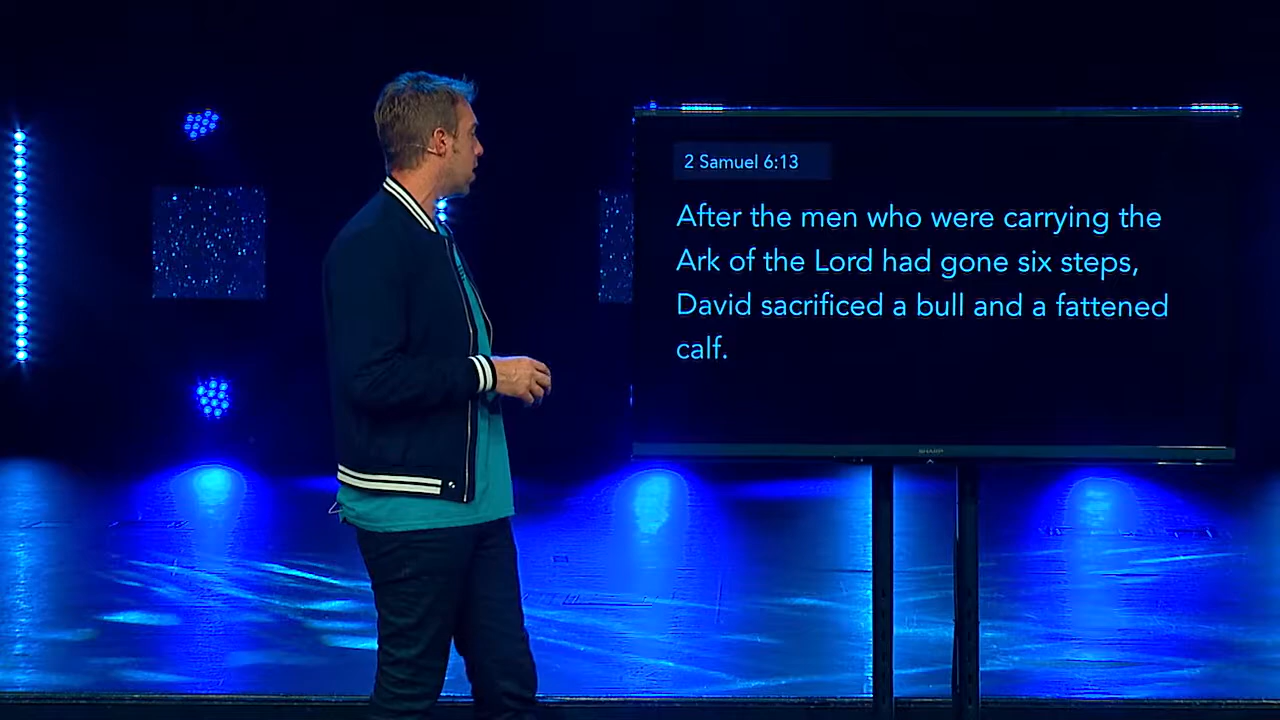 2 Samuel 6:13
After the men who were carrying the
Ark of the Lord had gone six steps,
David sacrificed a bull and a fattened
calf.
SHARP